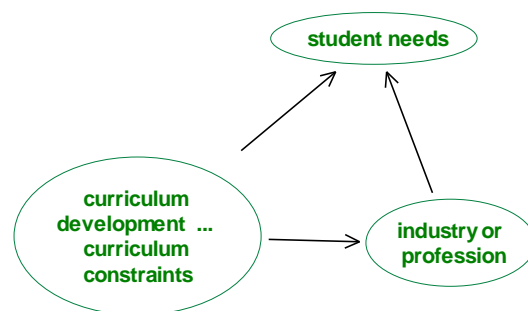 student needs
curriculum
development ...
curriculum
constraints
industry or
profession